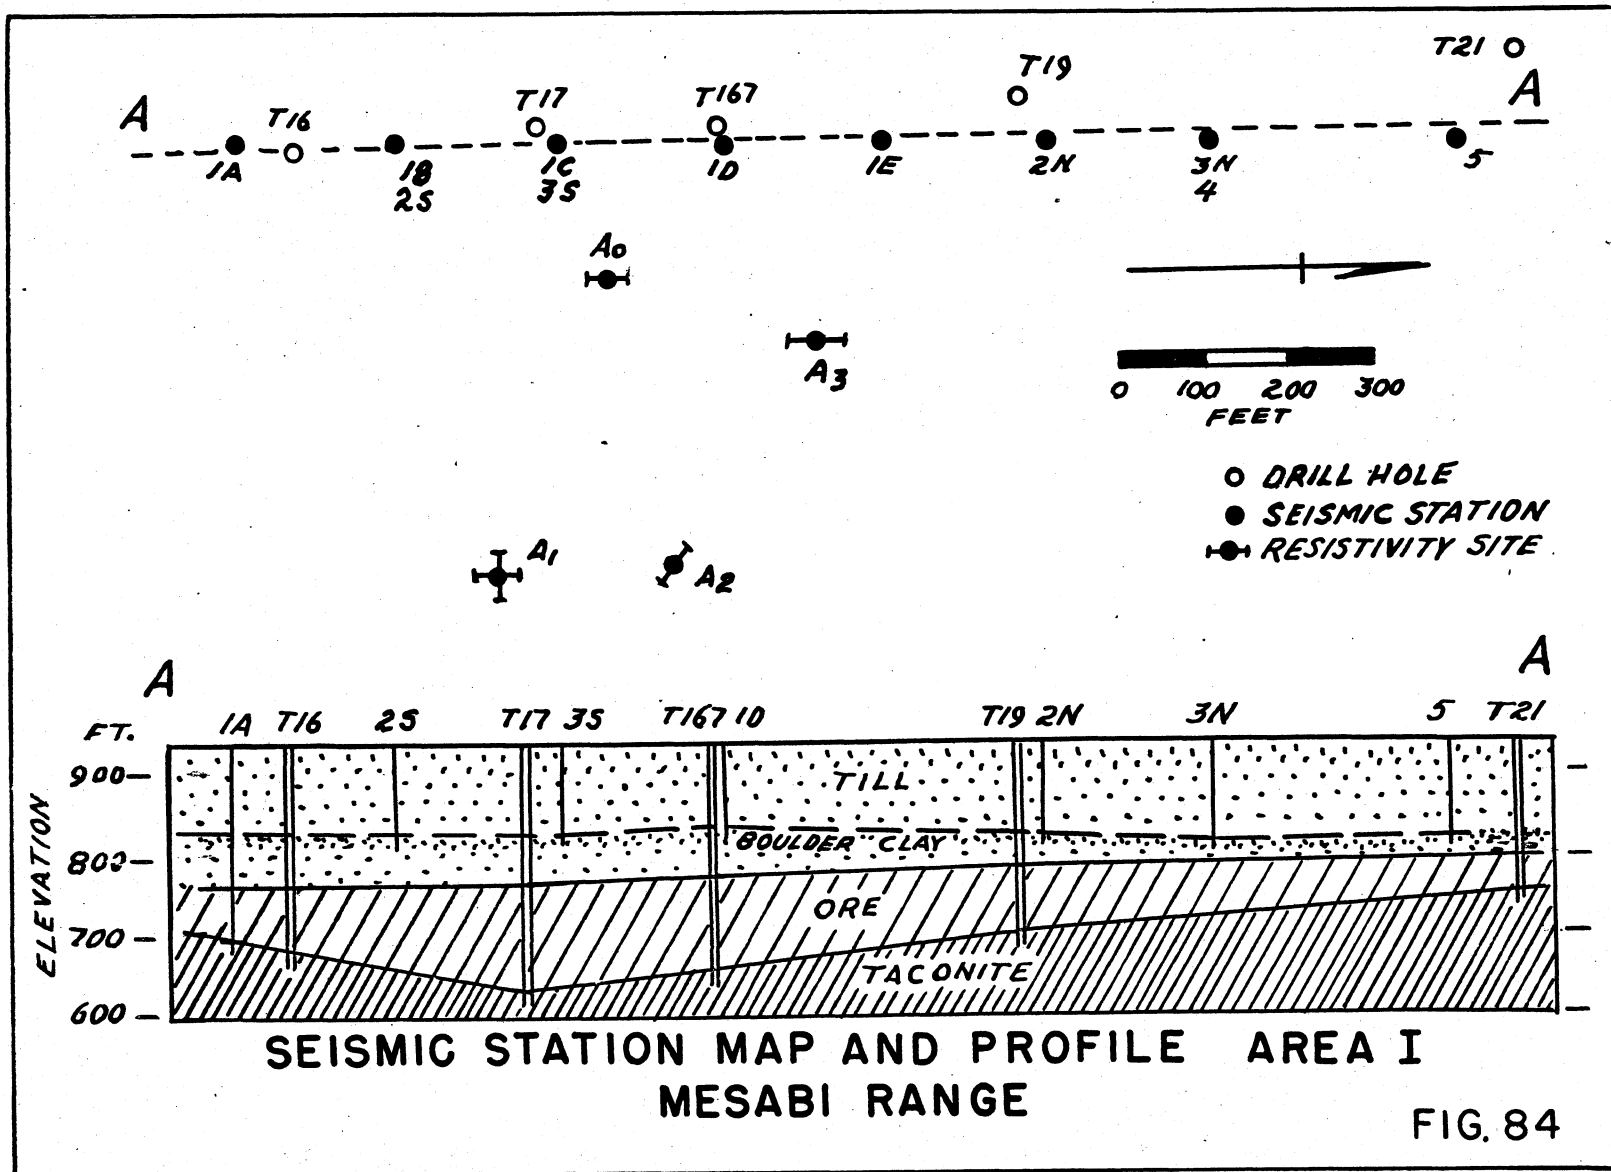 T21
T19
A
T16
T17
T167
A
1A
1B
2S
1C
3S
1D
1E
2N
3N
4
5
A0
A3
0 100 200 300
FEET
DRILL HOLE
SEISMIC STATION
RESISTIVITY SITE
A1
A2
A
A
FT. 1A T16 2S T17 3S T167 1D T19 2N 3N 5 T21
900
TILL
BOULDER CLAY
800
ORE
700
TACONITE
600
ELEVATION
SEISMIC STATION MAP AND PROFILE AREA I
MESABI RANGE
FIG. 84